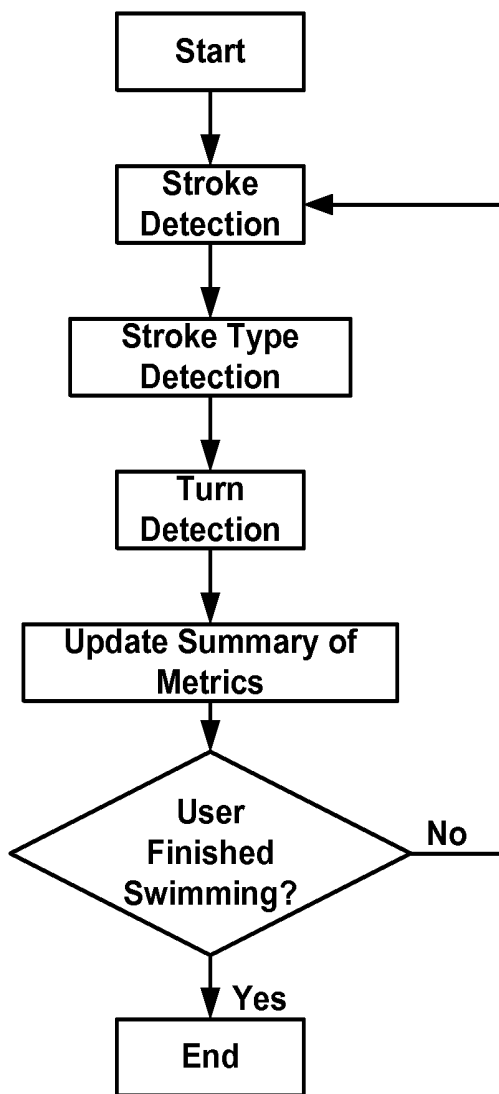 Start
Stroke
Detection
Stroke Type
Detection
Turn
Detection
Update Summary of
Metrics
User
Finished
Swimming?
No
Yes
End